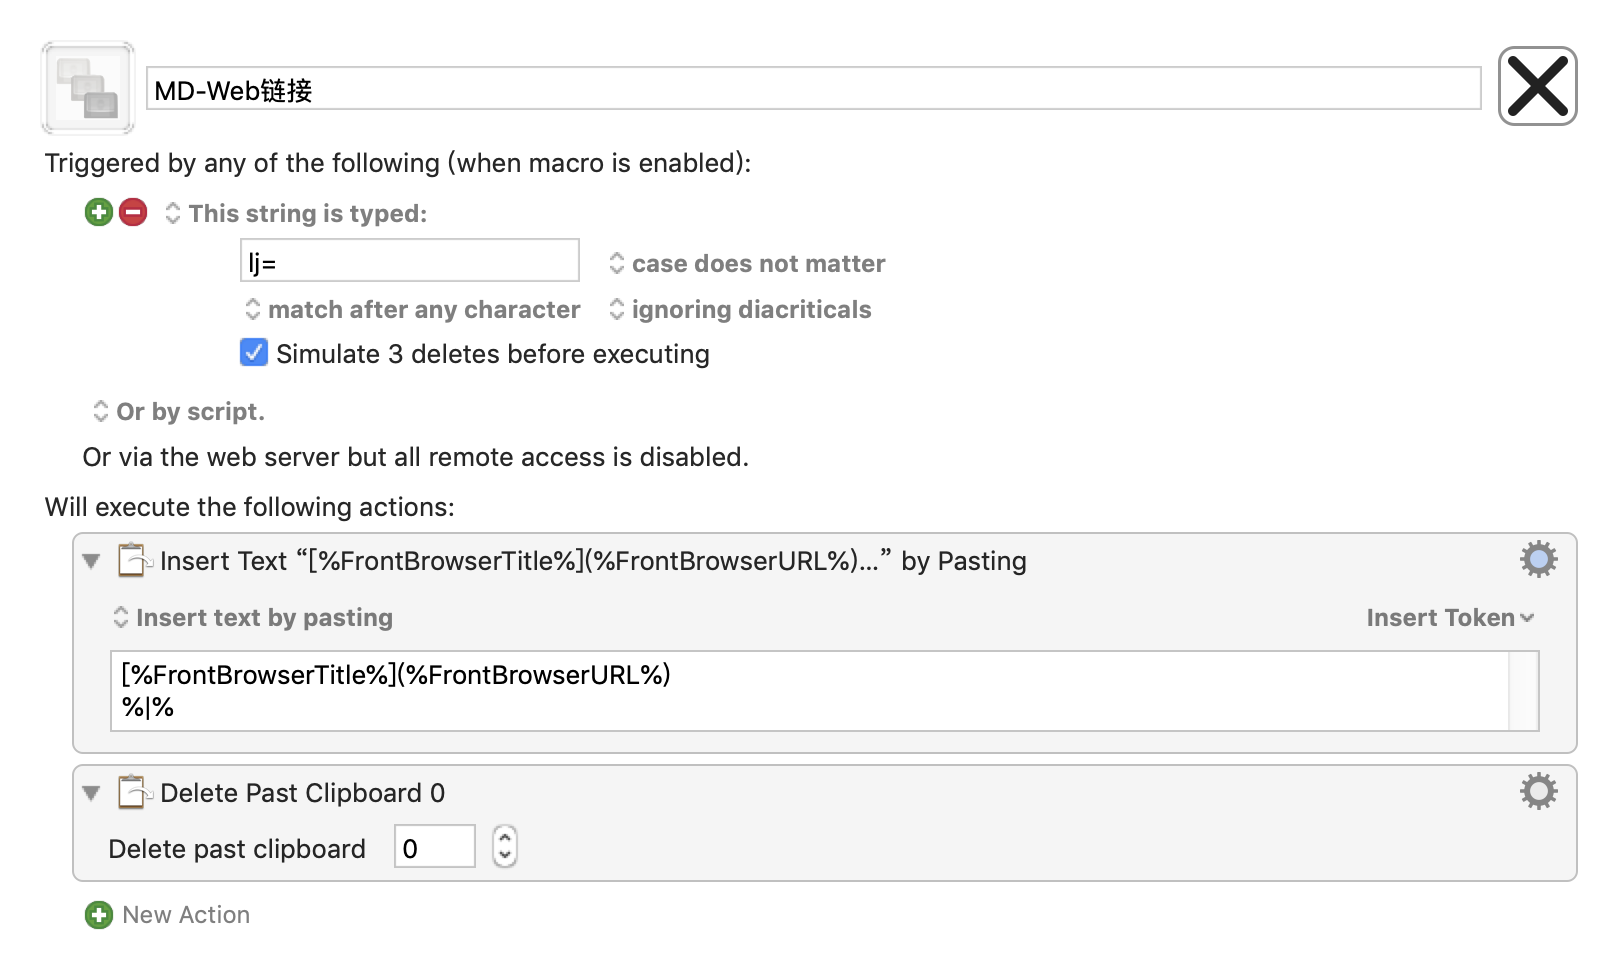 MD-Web链接
Triggered by any of the following (when macro is enabled):
This string is typed:
lj=
case does not matter
match after any character
ignoring diacriticals
Simulate 3 deletes before executing
Or by script.
Or via the web server but all remote access is disabled.
Will execute the following actions:
Insert Text “[%FrontBrowserTitle%](%FrontBrowserURL%)...” by Pasting
Insert text by pasting
Insert Token
[%FrontBrowserTitle%](%FrontBrowserURL%)
%|%
Delete Past Clipboard 0
Delete past clipboard
0
New Action